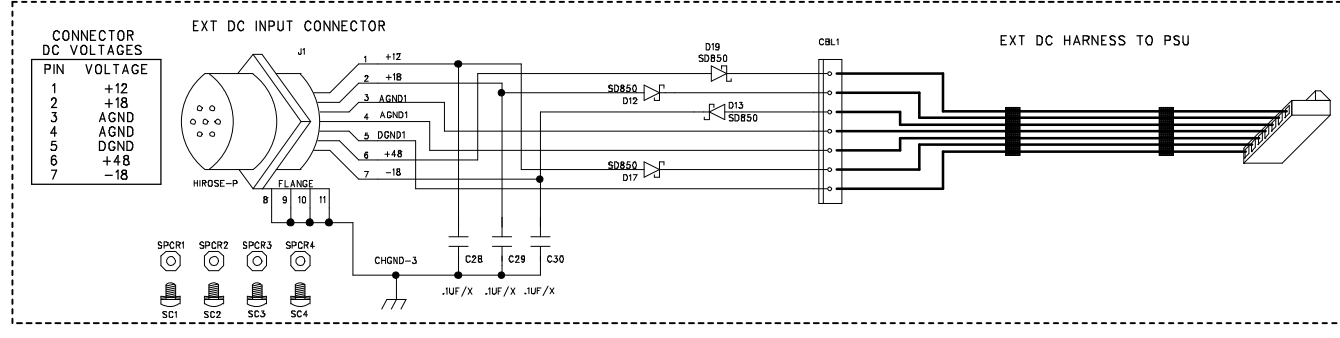 EXT DC INPUT CONNECTOR
CONNECTOR
DC VOLTAGES
PIN VOLTAGE
1 +12
2 +18
3 AGND
4 AGND
5 DGND
6 +48
7 -18
J1
HIROSE-P
FLANGE
8 9 10 11
1 +12
2 +18
3 AGND1
4 AGND1
5 DGND1
6 +48
7 -18
D19
SD850
SD850
D12
D13
SD850
SD850
D17
CBL1
EXT DC HARNESS TO PSU
SPCR1 SPCR2 SPCR3 SPCR4
SC1 SC2 SC3 SC4
CHGND-3
C28 C29 C30
.1UF/X .1UF/X .1UF/X